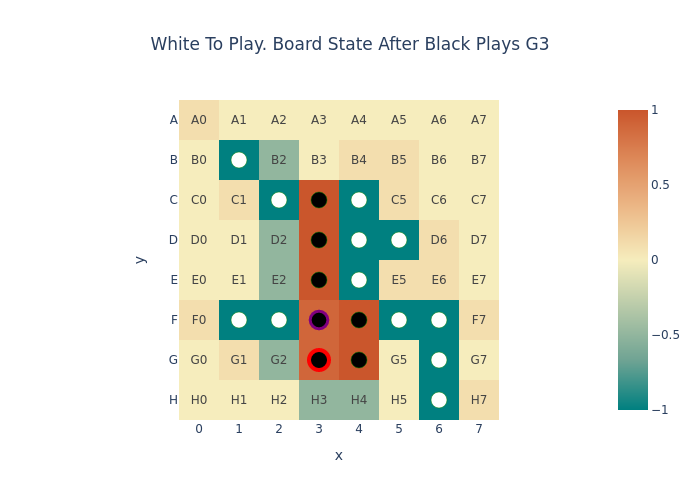 White To Play. Board State After Black Plays G3
A A0 A1 A2 A3 A4 A5 A6 A7
B B0 B2 B3 B4 B5 B6 B7
C C0 C1 C5 C6 C7
D D0 D1 D2 D6 D7
E E0 E1 E2 E5 E6 E7
F F0 F7
G G0 G1 G2 G5 G7
H H0 H1 H2 H3 H4 H5 H7
0 1 2 3 4 5 6 7
x
y
1
0.5
0
−0.5
−1